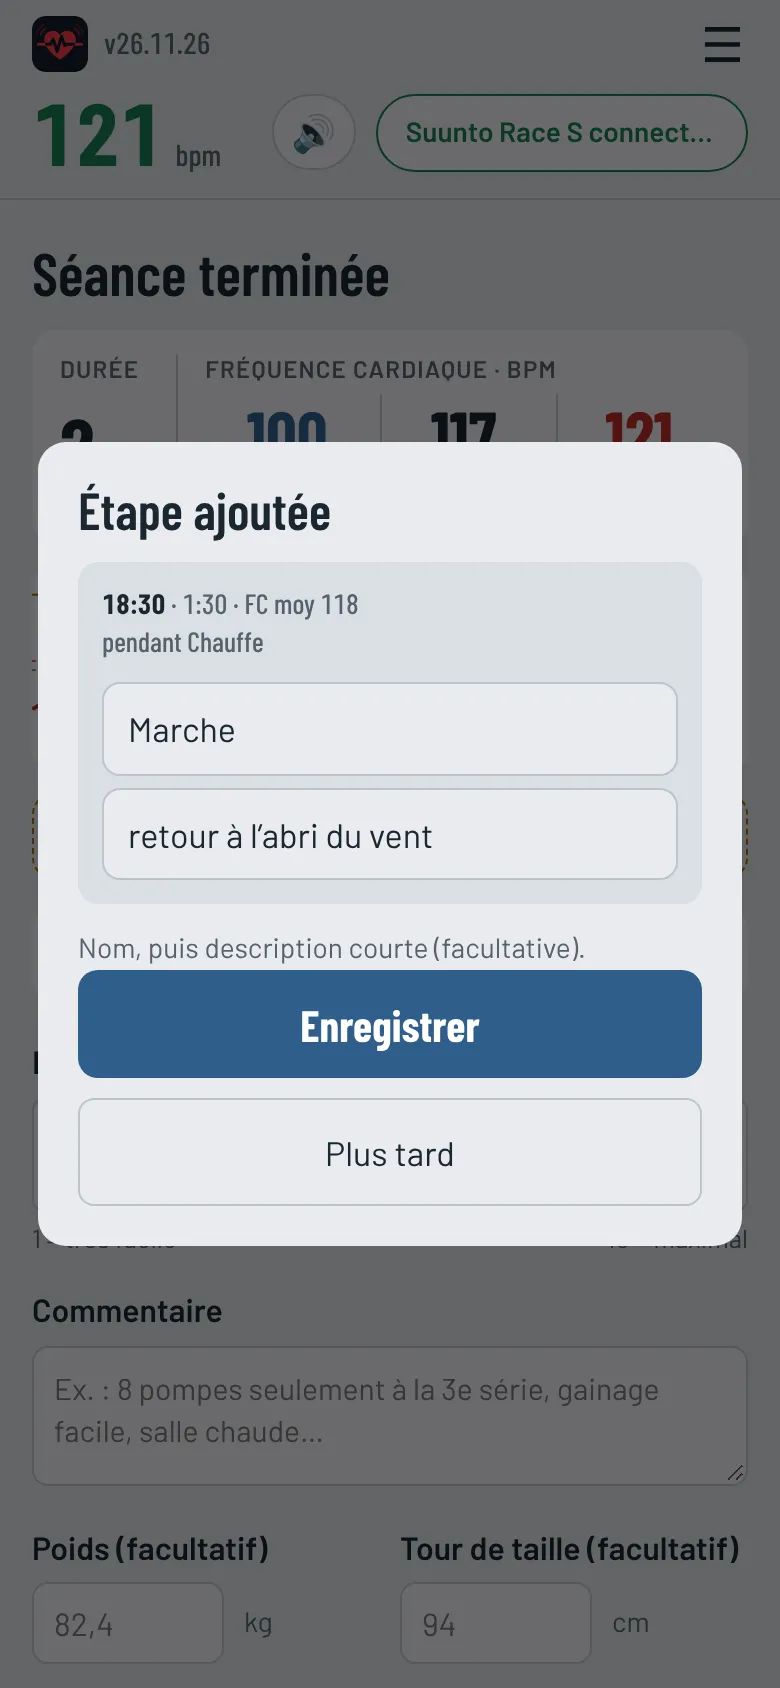 v26.11.26
121 bpm
Suunto Race S connect...
Séance terminée
DURÉE
FRÉQUENCE CARDIAQUE · BPM
100
117
121
Étape ajoutée
18:30 · 1:30 · FC moy 118
pendant Chauffe
Marche
retour à l’abri du vent
Nom, puis description courte (facultative).
Enregistrer
Plus tard
Commentaire
Ex. : 8 pompes seulement à la 3e série, gainage
facile, salle chaude...
Poids (facultatif)
Tour de taille (facultatif)
82,4 kg
94 cm